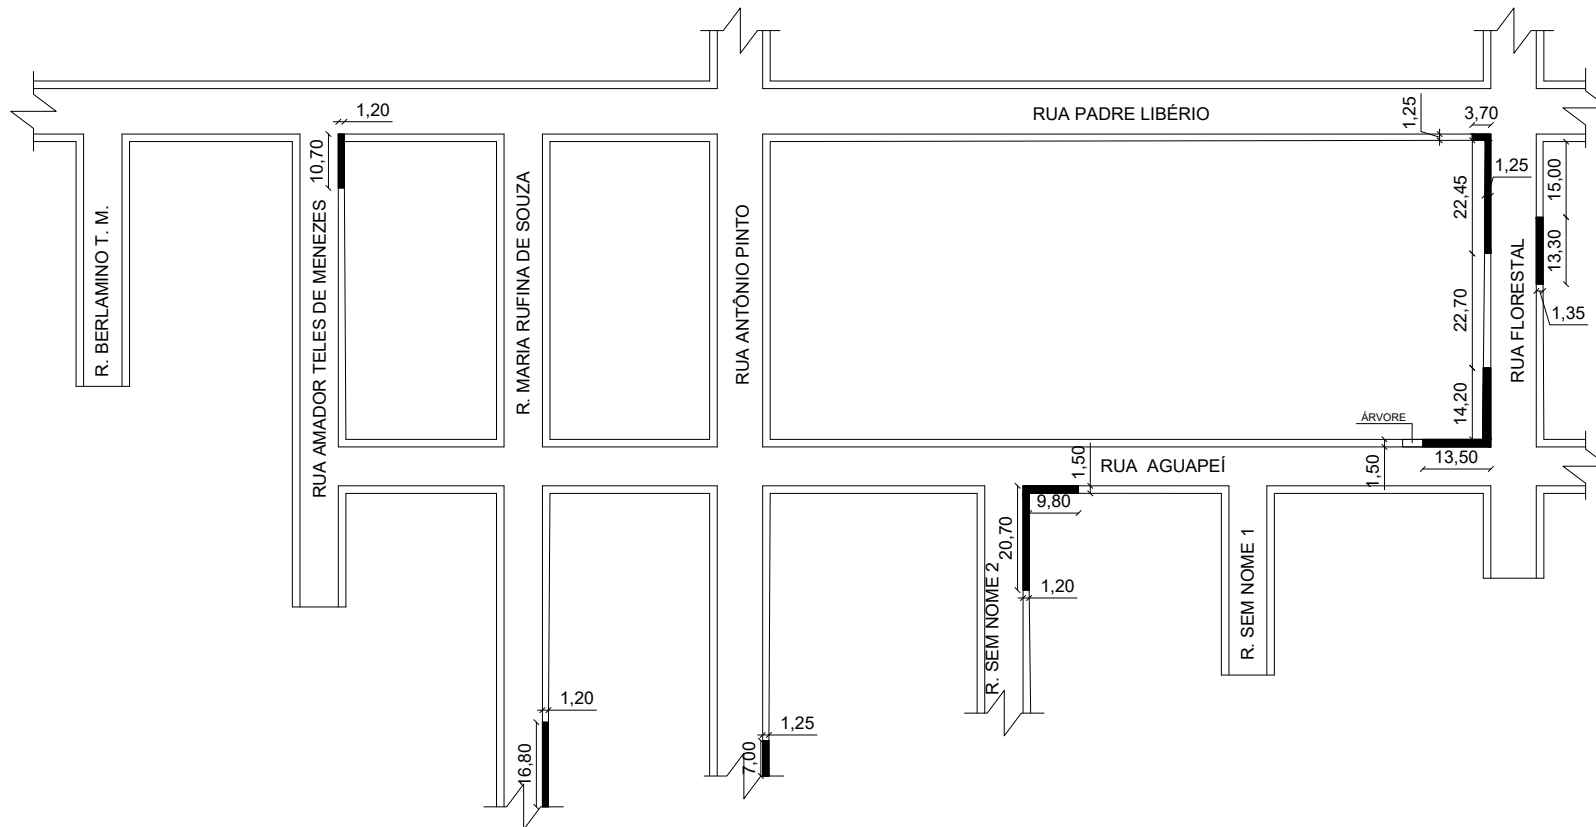 1,20
RUA PADRE LIBÉRIO
1,25
3,70
10,70
1,25
15,00
22,45
R. BERLAMINO T. M.
RUA AMADOR TELES DE MENEZES
R. MARIA RUFINA DE SOUZA
RUA ANTÔNIO PINTO
RUA FLORESTAL
13,30
22,70
1,35
14,20
ÁRVORE
RUA AGUAPEÍ
1,50
1,50
13,50
9,80
20,70
R. SEM NOME 2
1,20
R. SEM NOME 1
1,20
16,80
1,25
7,00